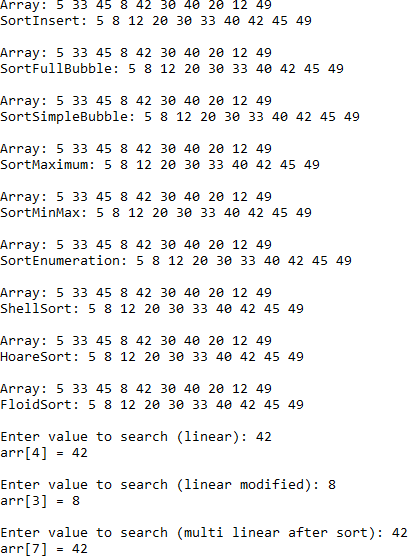 Array: 5 33 45 8 42 30 40 20 12 49
SortInsert: 5 8 12 20 30 33 40 42 45 49
Array: 5 33 45 8 42 30 40 20 12 49
SortFullBubble: 5 8 12 20 30 33 40 42 45 49
Array: 5 33 45 8 42 30 40 20 12 49
SortSimpleBubble: 5 8 12 20 30 33 40 42 45 49
Array: 5 33 45 8 42 30 40 20 12 49
SortMaximum: 5 8 12 20 30 33 40 42 45 49
Array: 5 33 45 8 42 30 40 20 12 49
SortMinMax: 5 8 12 20 30 33 40 42 45 49
Array: 5 33 45 8 42 30 40 20 12 49
SortEnumeration: 5 8 12 20 30 33 40 42 45 49
Array: 5 33 45 8 42 30 40 20 12 49
ShellSort: 5 8 12 20 30 33 40 42 45 49
Array: 5 33 45 8 42 30 40 20 12 49
HoareSort: 5 8 12 20 30 33 40 42 45 49
Array: 5 33 45 8 42 30 40 20 12 49
FloidSort: 5 8 12 20 30 33 40 42 45 49
Enter value to search (linear): 42
arr[4] = 42
Enter value to search (linear modified): 8
arr[3] = 8
Enter value to search (multi linear after sort): 42
arr[7] = 42